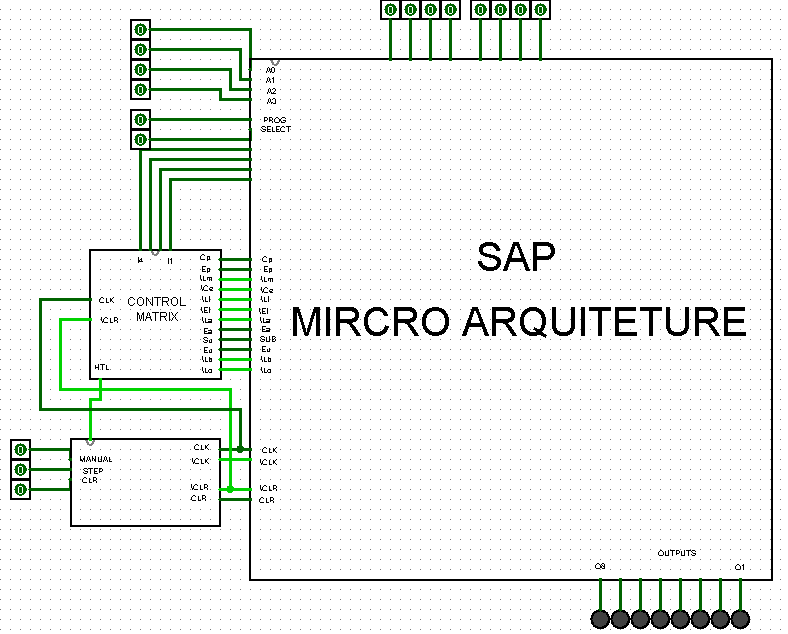 0 0 0 0 0 0 0 0
0
0
0
0
A0
A1
A2
A3
0
0
PROG
SELECT
SAP
MIRCRO ARQUITETURE
I4 I1
CLK
\CLR
CONTROL
MATRIX
HTL
Cp Cp
Ep Ep
\Lm \Lm
\Ce \Ce
\LI \LI
\EI \EI
\La \La
Ea Ea
Su SUB
Eu Eu
\Lb \Lb
\Lo \Lo
0
0
0
MANUAL
STEP
CLR
CLK CLK
\CLK \CLK
\CLR \CLR
CLR CLR
OUTPUTS
O8 O1